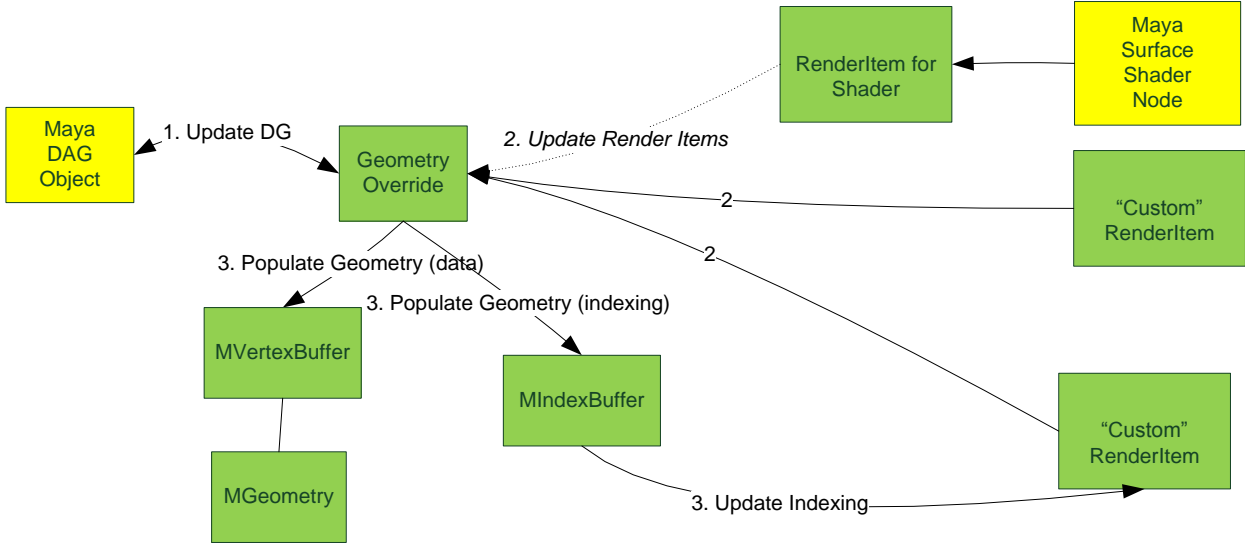 Maya
Surface
Shader
Node
RenderItem for
Shader
Maya
DAG
Object
1. Update DG
2. Update Render Items
Geometry
Override
2
“Custom”
RenderItem
2
3. Populate Geometry (data)
3. Populate Geometry (indexing)
MVertexBuffer
MIndexBuffer
“Custom”
RenderItem
MGeometry
3. Update Indexing